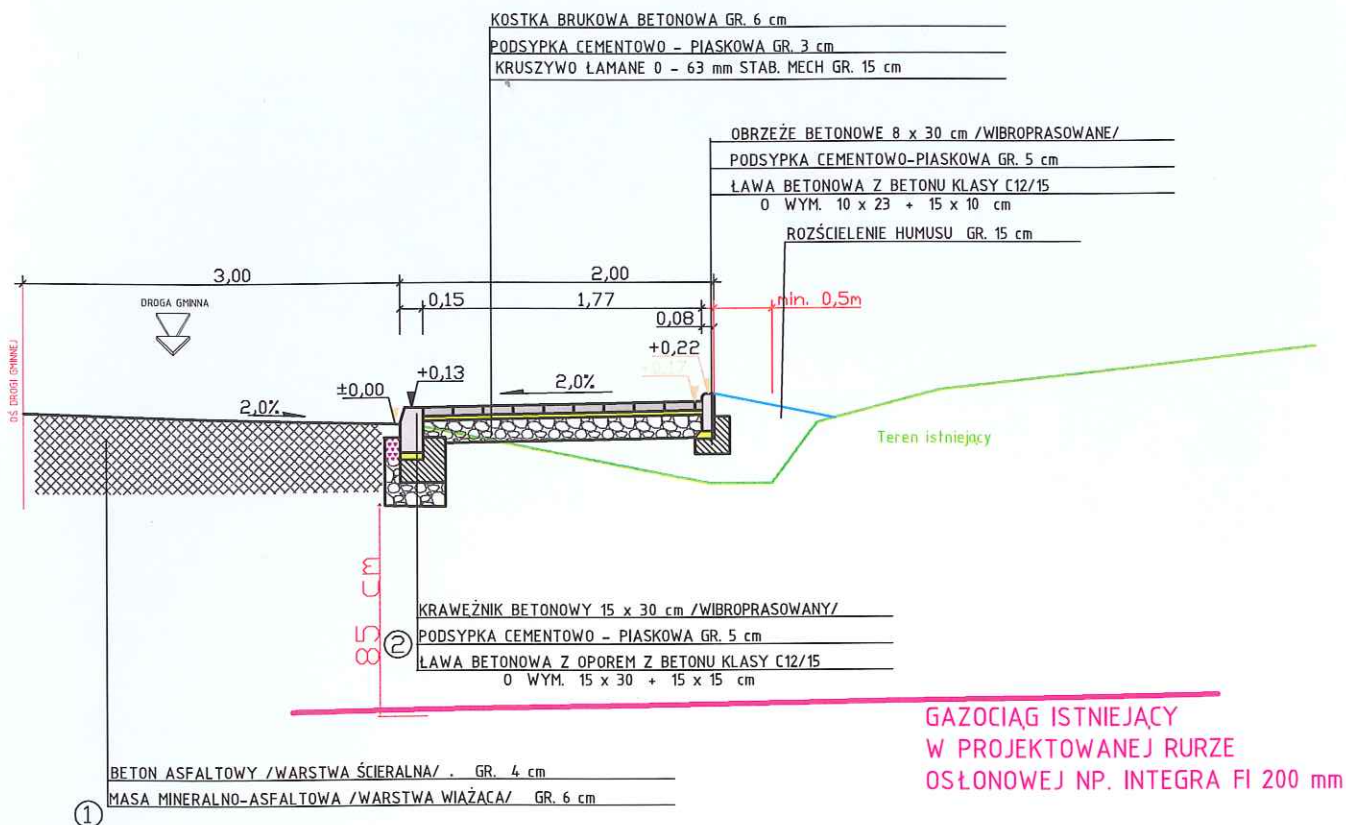 KOSTKA BRUKOWA BETONOWA GR. 6 cm
PODSYPKA CEMENTOWO - PIASKOWA GR. 3 cm
KRUSZYWO ŁAMANE 0 - 63 mm STAB. MECH GR. 15 cm
OBRZEŻE BETONOWE 8 x 30 cm /WIBROPRASOWANE/
PODSYPKA CEMENTOWO-PIASKOWA GR. 5 cm
ŁAWA BETONOWA Z BETONU KLASY C12/15
O WYM. 10 x 23 + 15 x 10 cm
ROZŚCIELENIE HUMUSU GR. 15 cm
3,00
2,00
DROGA GMINNA
0,15
1,77
min. 0,5m
0,08
OŚ DROGI GMINNEJ
+0,22
+0,17
+0,13
±0,00
2,0%
2,0%
Teren istniejący
85 cm
KRAWĘŻNIK BETONOWY 15 x 30 cm /WIBROPRASOWANY/
② PODSYPKA CEMENTOWO - PIASKOWA GR. 5 cm
ŁAWA BETONOWA Z OPOREM Z BETONU KLASY C12/15
O WYM. 15 x 30 + 15 x 15 cm
GAZOCIĄG ISTNIEJĄCY
W PROJEKTOWANEJ RURZE
OSŁONOWEJ NP. INTEGRA FI 200 mm
BETON ASFALTOWY /WARSTWA ŚCIERALNA/ . GR. 4 cm
① MASA MINERALNO-ASFALTOWA /WARSTWA WIĄŻĄCA/ GR. 6 cm